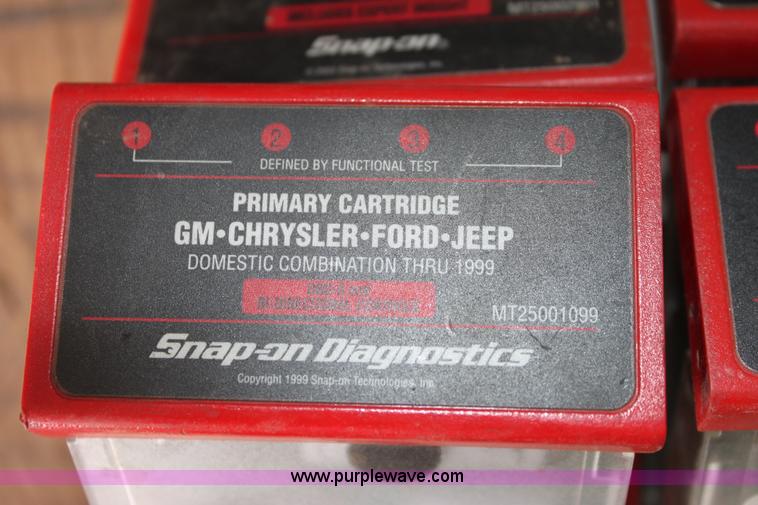 MT25002901
Snap-on
1 2 3 4
DEFINED BY FUNCTIONAL TEST
PRIMARY CARTRIDGE
GM•CHRYSLER•FORD•JEEP
DOMESTIC COMBINATION THRU 1999
MT25001099
Snap-on Diagnostics
Copyright 1999 Snap-on Technologies, Inc.
www.purplewave.com